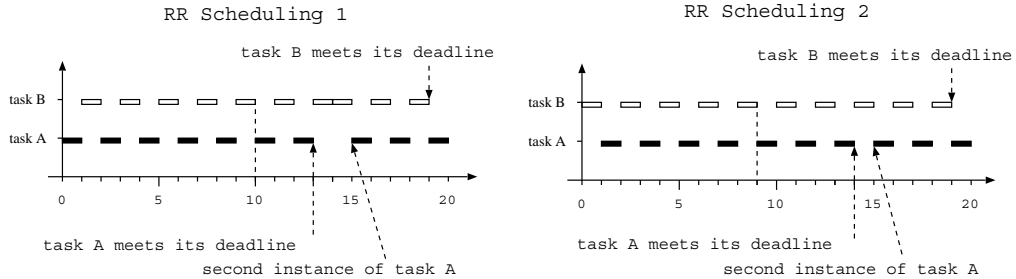 RR Scheduling 1
task B meets its deadline
task B
task A
0 5 10 15 20
task A meets its deadline
second instance of task A
RR Scheduling 2
task B meets its deadline
task B
task A
0 5 10 15 20
task A meets its deadline
second instance of task A